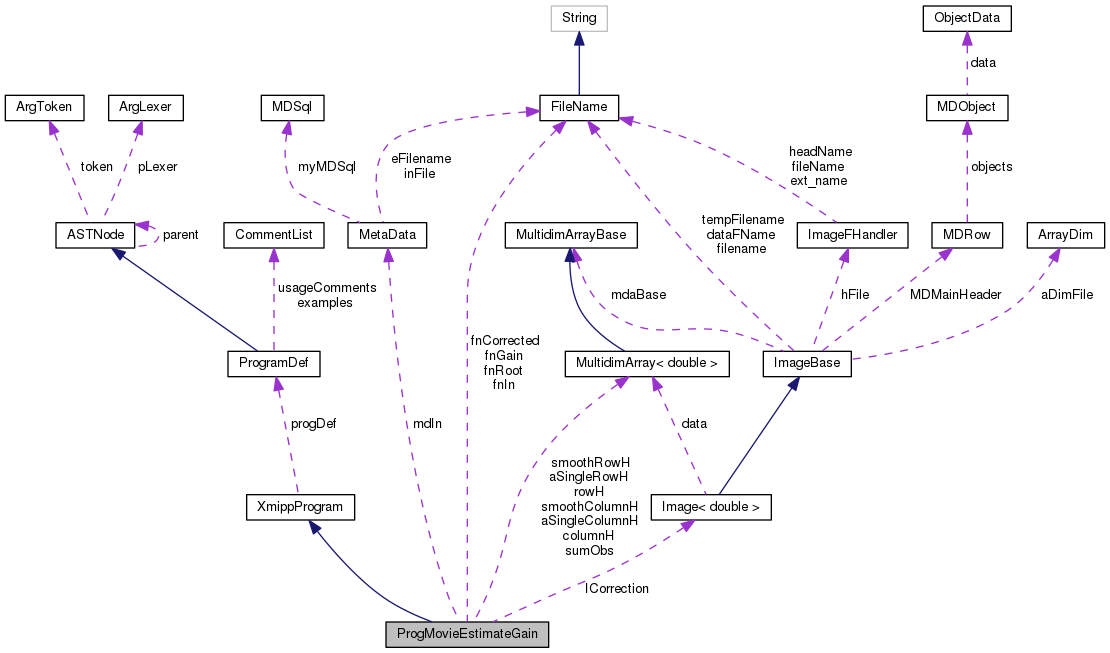 String
ObjectData
data
ArgToken
ArgLexer
MDSql
FileName
MDObject
token
pLexer
myMDSql
eFilename
inFile
headName
fileName
ext_name
objects
ASTNode
parent
CommentList
MetaData
MultidimArrayBase
tempFilename
dataFName
filename
ImageFHandler
MDRow
ArrayDim
usageComments
examples
mdaBase
hFile
MDMainHeader
aDimFile
ProgramDef
fnCorrected
fnGain
fnRoot
fnIn
MultidimArray< double >
ImageBase
progDef
mdIn
data
smoothRowH
aSingleRowH
rowH
smoothColumnH
aSingleColumnH
columnH
sumObs
XmippProgram
Image< double >
ICorrection
ProgMovieEstimateGain